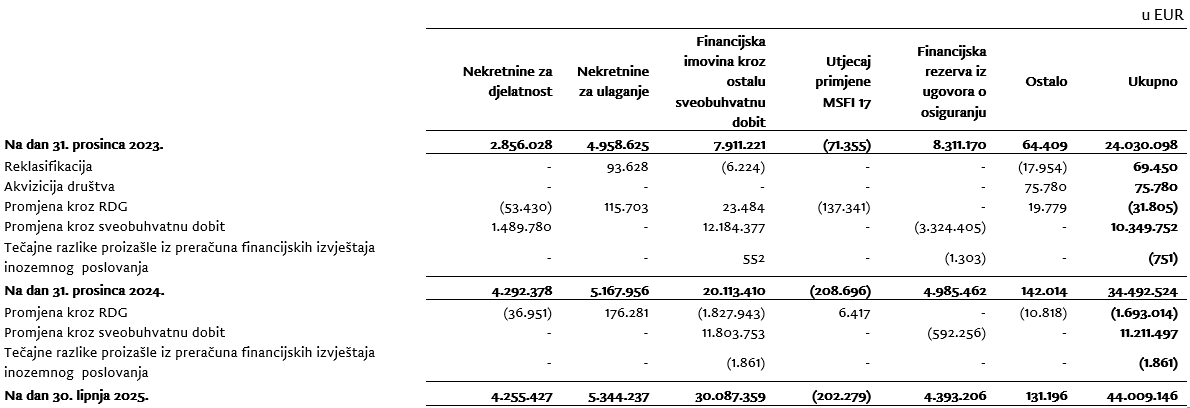 u EUR
Nekretnine za djelatnost | Nekretnine za ulaganje | Financijska imovina kroz ostalu sveobuhvatnu dobit | Utjecaj primjene MSFI 17 | Financijska rezerva iz ugovora o osiguranju | Ostalo | Ukupno
Na dan 31. prosinca 2023. 2.856.028 4.958.625 7.911.221 (71.355) 8.311.170 64.409 24.030.098
Reklasifikacija - 93.628 (6.224) - - (17.954) 69.450
Akvizicija društva - - - - - 75.780 75.780
Promjena kroz RDG (53.430) 115.703 23.484 (137.341) - 19.779 (31.805)
Promjena kroz sveobuhvatnu dobit 1.489.780 - 12.184.377 - (3.324.405) - 10.349.752
Tečajne razlike proizašle iz preračuna financijskih izvještaja
inozemnog poslovanja - - 552 - (1.303) - (751)
Na dan 31. prosinca 2024. 4.292.378 5.167.956 20.113.410 (208.696) 4.985.462 142.014 34.492.524
Promjena kroz RDG (36.951) 176.281 (1.827.943) 6.417 - (10.818) (1.693.014)
Promjena kroz sveobuhvatnu dobit - - 11.803.753 - (592.256) - 11.211.497
Tečajne razlike proizašle iz preračuna financijskih izvještaja
inozemnog poslovanja - - (1.861) - - - (1.861)
Na dan 30. lipnja 2025. 4.255.427 5.344.237 30.087.359 (202.279) 4.393.206 131.196 44.009.146